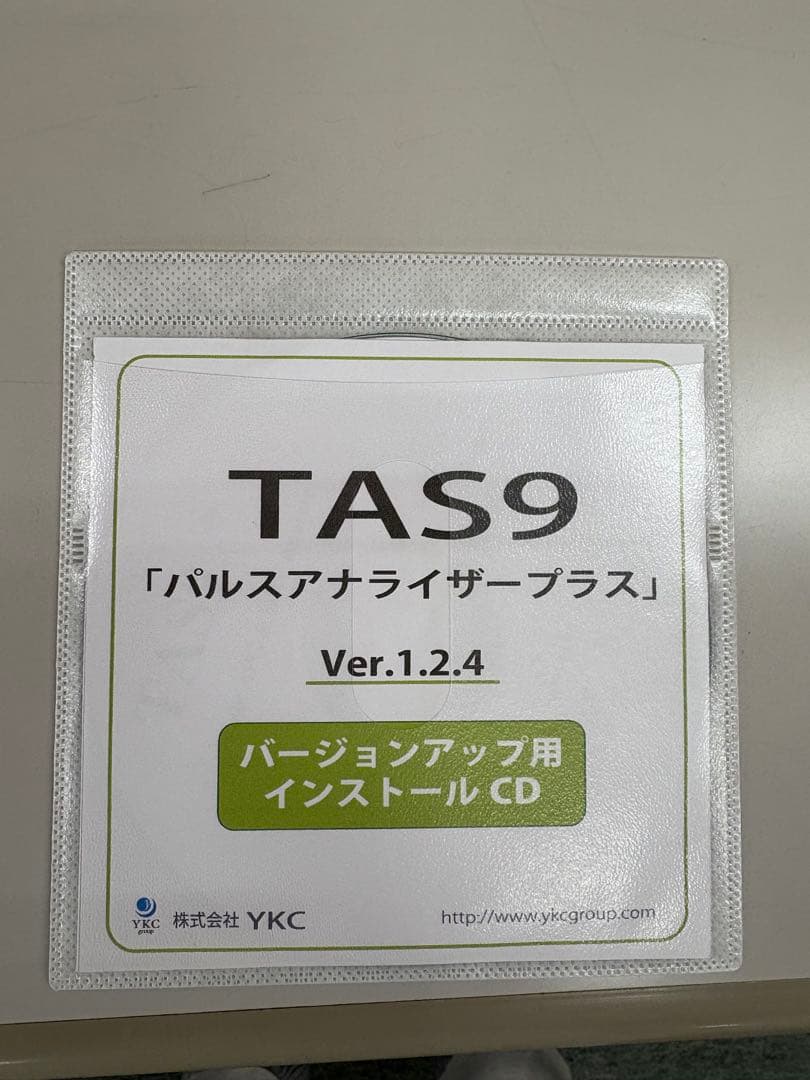 TAS9
「パルスアナライザープラス」
Ver.1.2.4
バージョンアップ用
インストール CD
YKC
group
株式会社 YKC
http://www.ykcgroup.com